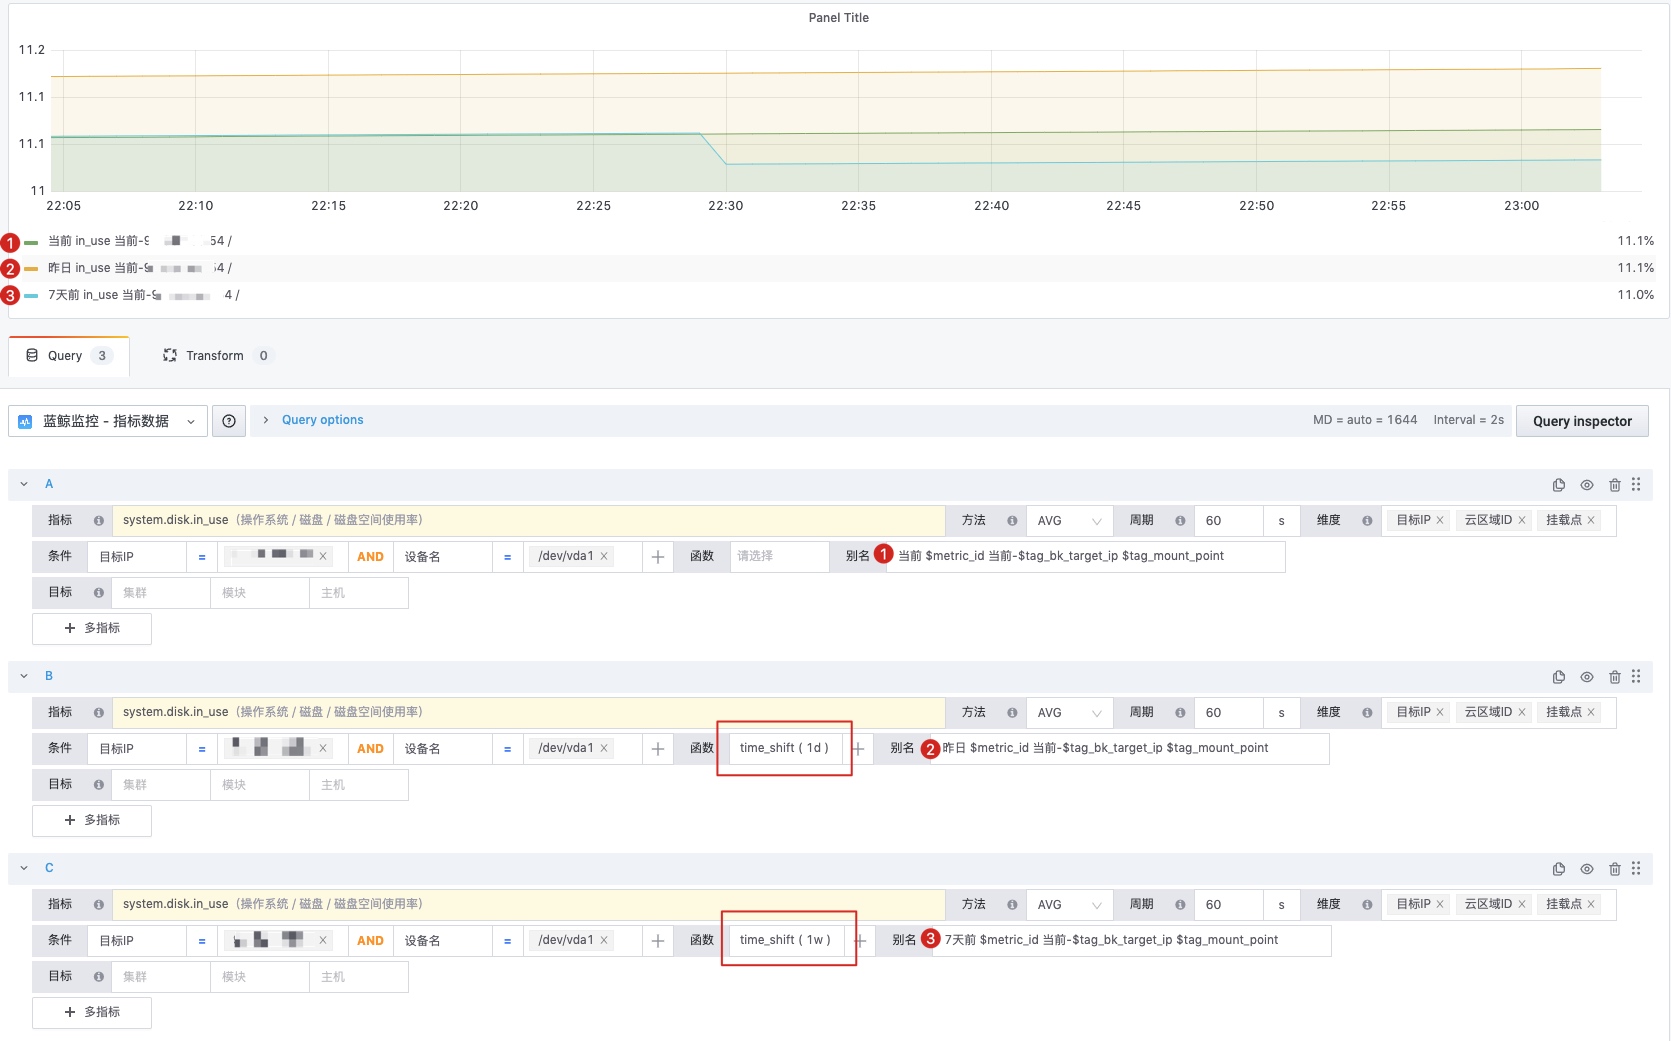 Panel Title
11.2
11.1
11.1
11
22:05 22:10 22:15 22:20 22:25 22:30 22:35 22:40 22:45 22:50 22:55 23:00
1 当前 in_use 当前-9 54 / 11.1%
2 昨日 in_use 当前-9 54 / 11.1%
3 7天前 in_use 当前-9 4 / 11.0%
Query 3 Transform 0
蓝鲸监控 - 指标数据 Query options MD = auto = 1644 Interval = 2s Query inspector
A
指标 system.disk.in_use (操作系统 / 磁盘 / 磁盘空间使用率) 方法 AVG 周期 60 s 维度 目标IP × 云区域ID × 挂载点 ×
条件 目标IP = × AND 设备名 = /dev/vda1 × + 函数 请选择 别名 1 当前 $metric_id 当前-$tag_bk_target_ip $tag_mount_point
目标 集群 模块 主机
+ 多指标
B
指标 system.disk.in_use (操作系统 / 磁盘 / 磁盘空间使用率) 方法 AVG 周期 60 s 维度 目标IP × 云区域ID × 挂载点 ×
条件 目标IP = × AND 设备名 = /dev/vda1 × + 函数 time_shift ( 1d ) + 别名 2 昨日 $metric_id 当前-$tag_bk_target_ip $tag_mount_point
目标 集群 模块 主机
+ 多指标
C
指标 system.disk.in_use (操作系统 / 磁盘 / 磁盘空间使用率) 方法 AVG 周期 60 s 维度 目标IP × 云区域ID × 挂载点 ×
条件 目标IP = × AND 设备名 = /dev/vda1 × + 函数 time_shift ( 1w ) + 别名 3 7天前 $metric_id 当前-$tag_bk_target_ip $tag_mount_point
目标 集群 模块 主机
+ 多指标